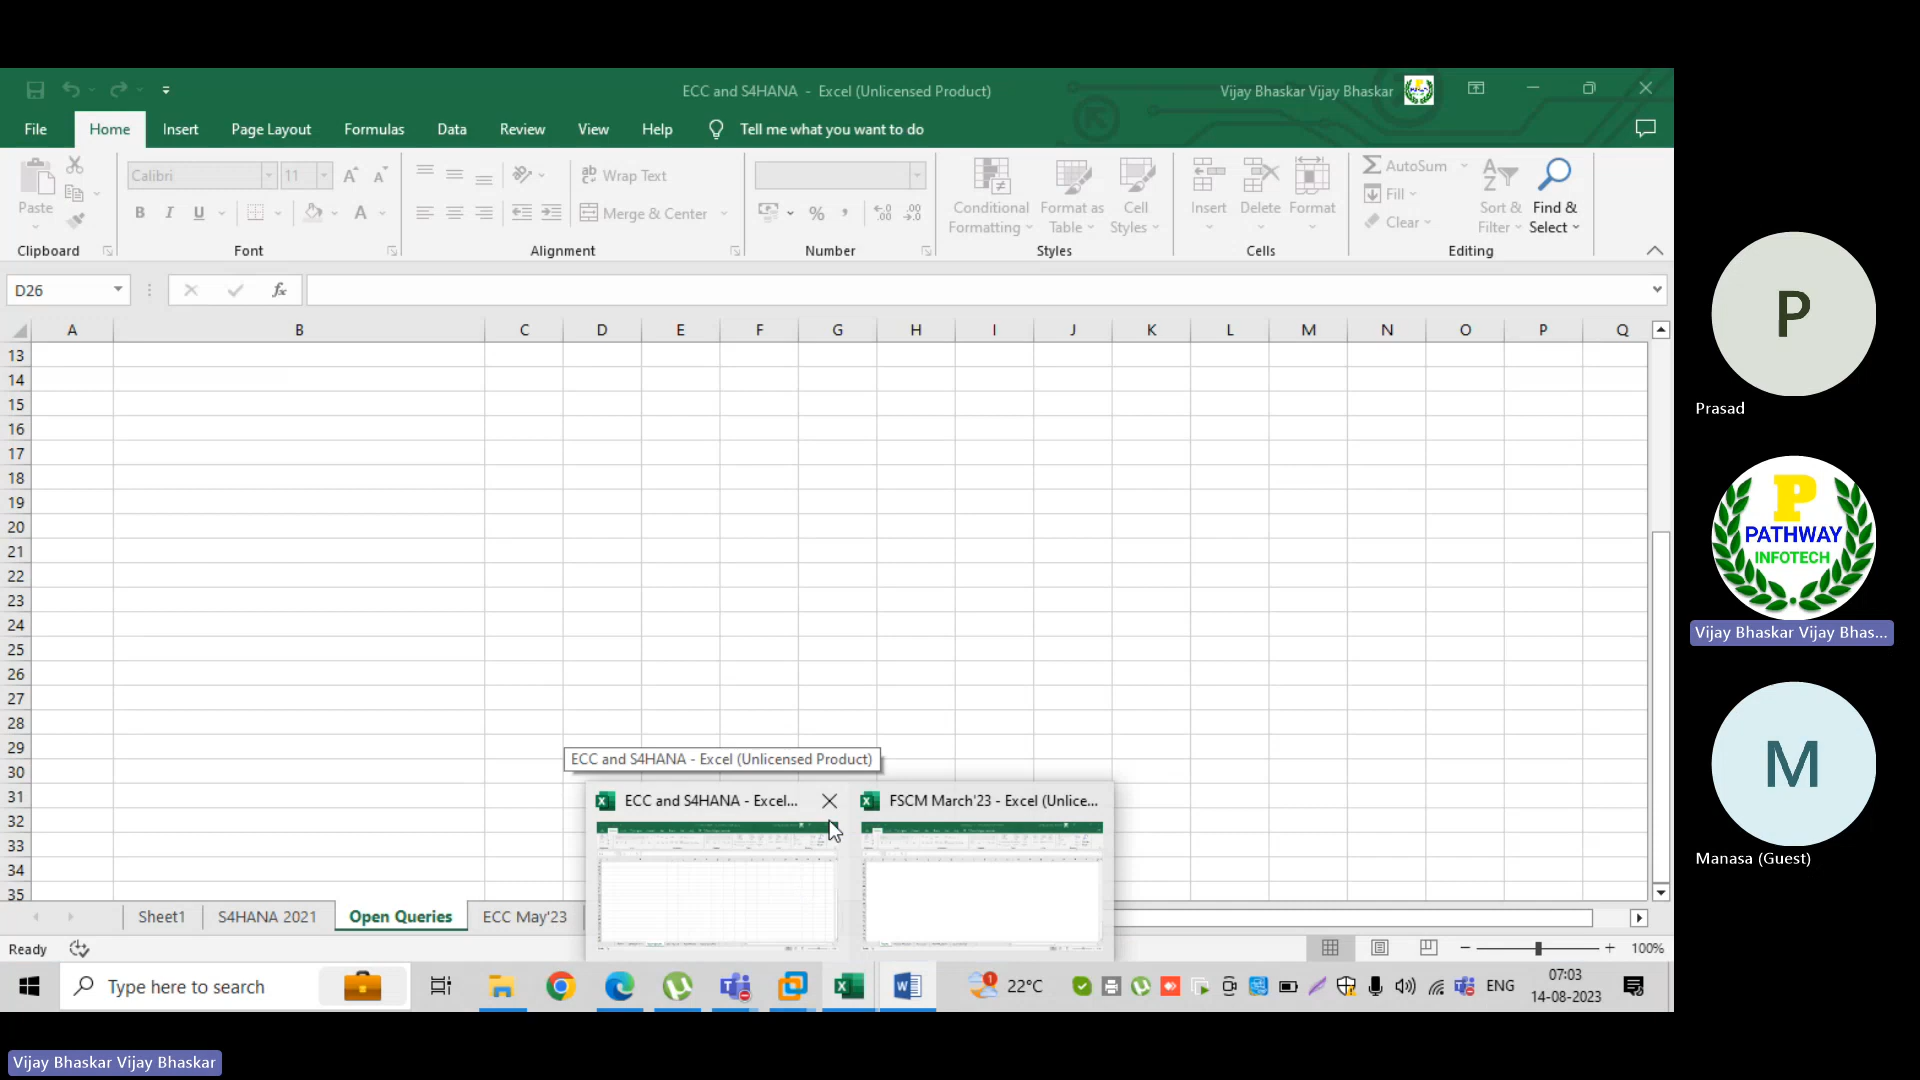 ECC and S4HANA - Excel (Unlicensed Product)
Vijay Bhaskar Vijay Bhaskar
File Home Insert Page Layout Formulas Data Review View Help Tell me what you want to do
Calibri 11 Wrap Text AutoSum
Paste Merge & Center Conditional Formatting Format as Table Cell Styles Insert Delete Format Fill Clear Sort & Filter Find & Select
B I U A % ,
Clipboard Font Alignment Number Styles Cells Editing
D26 fx
A B C D E F G H I J K L M N O P Q
13
14
15
16
17
18
19
20
21
22
23
24
25
26
27
28
29
30
31
32
33
34
35
ECC and S4HANA - Excel (Unlicensed Product)
ECC and S4HANA - Excel...
FSCM March'23 - Excel (Unlice...
Sheet1 S4HANA 2021 Open Queries ECC May'23
Ready 100%
Type here to search 1 22°C ENG 07:03
14-08-2023
P
Prasad
P
PATHWAY
INFOTECH
Vijay Bhaskar Vijay Bhas...
M
Manasa (Guest)
Vijay Bhaskar Vijay Bhaskar